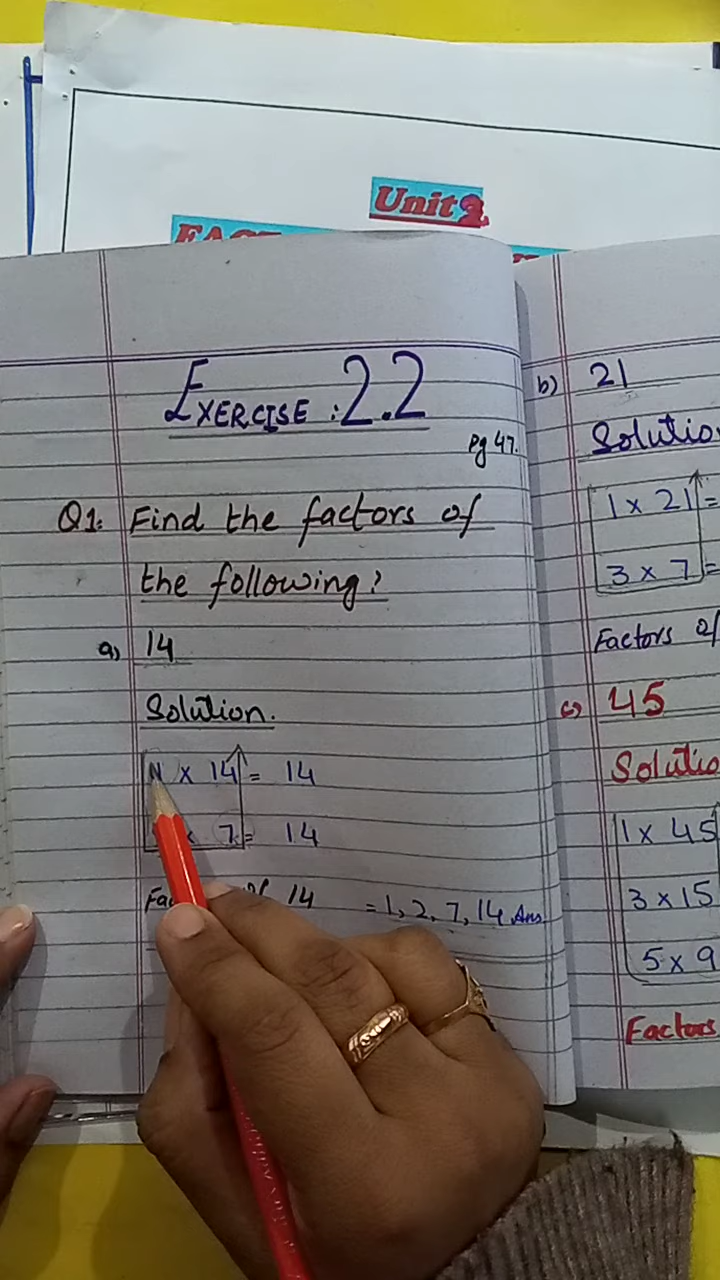 Unit 2
EXERCISE : 2.2
Pg 47.
Q1: Find the factors of
the following?
a) 14
Solution.
1 x 14 = 14
x 7 = 14
of 14 = 1, 2, 7, 14 Ans
b) 21
1 x 21 =
3 x 7 =
Factors of
c) 45
1 x 45
3 x 15
5 x 9
Factors